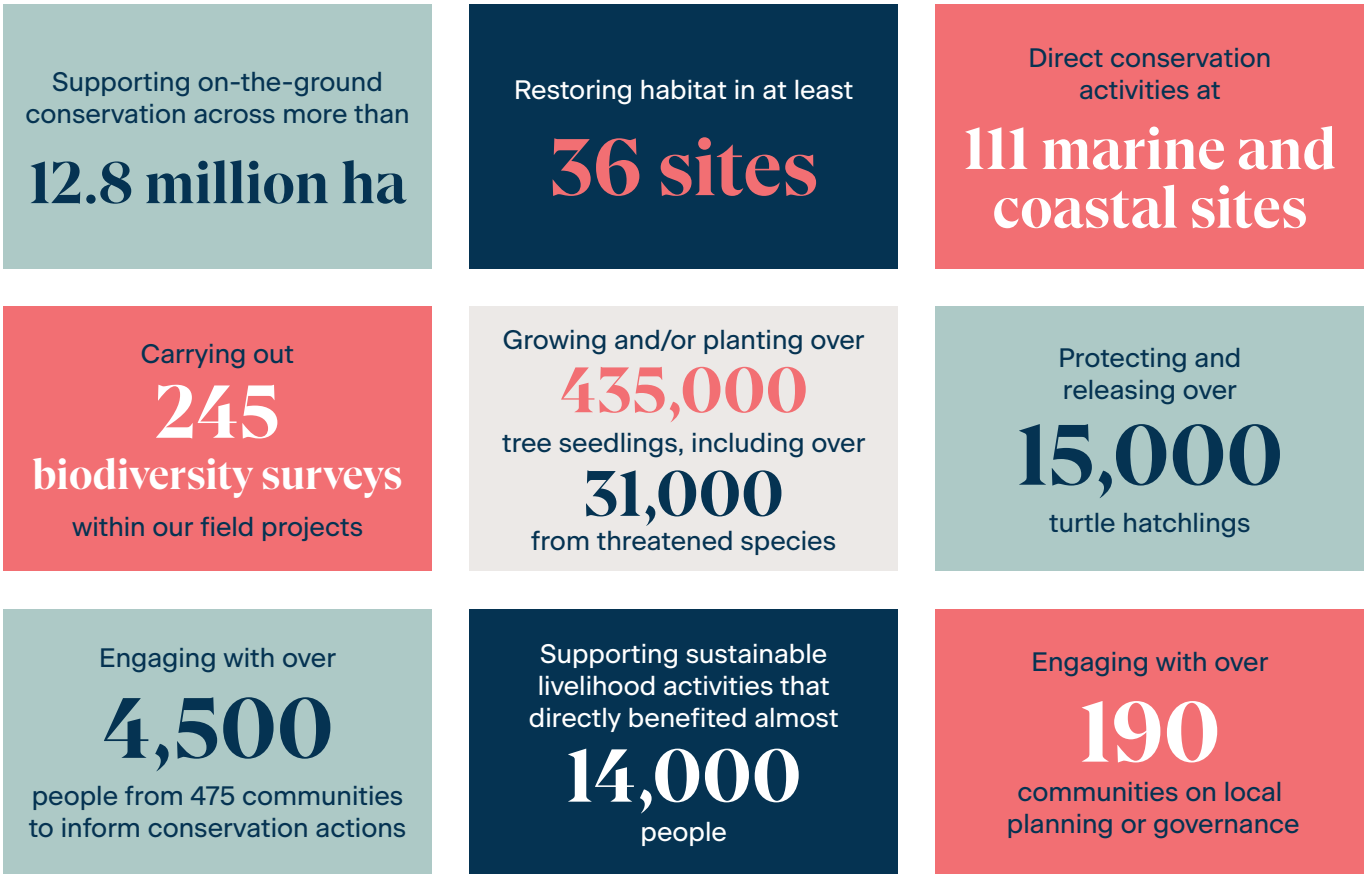 Supporting on-the-ground
conservation across more than
12.8 million ha
Restoring habitat in at least
36 sites
Direct conservation
activities at
111 marine and
coastal sites
Carrying out
245
biodiversity surveys
within our field projects
Growing and/or planting over
435,000
tree seedlings, including over
31,000
from threatened species
Protecting and
releasing over
15,000
turtle hatchlings
Engaging with over
4,500
people from 475 communities
to inform conservation actions
Supporting sustainable
livelihood activities that
directly benefited almost
14,000
people
Engaging with over
190
communities on local
planning or governance